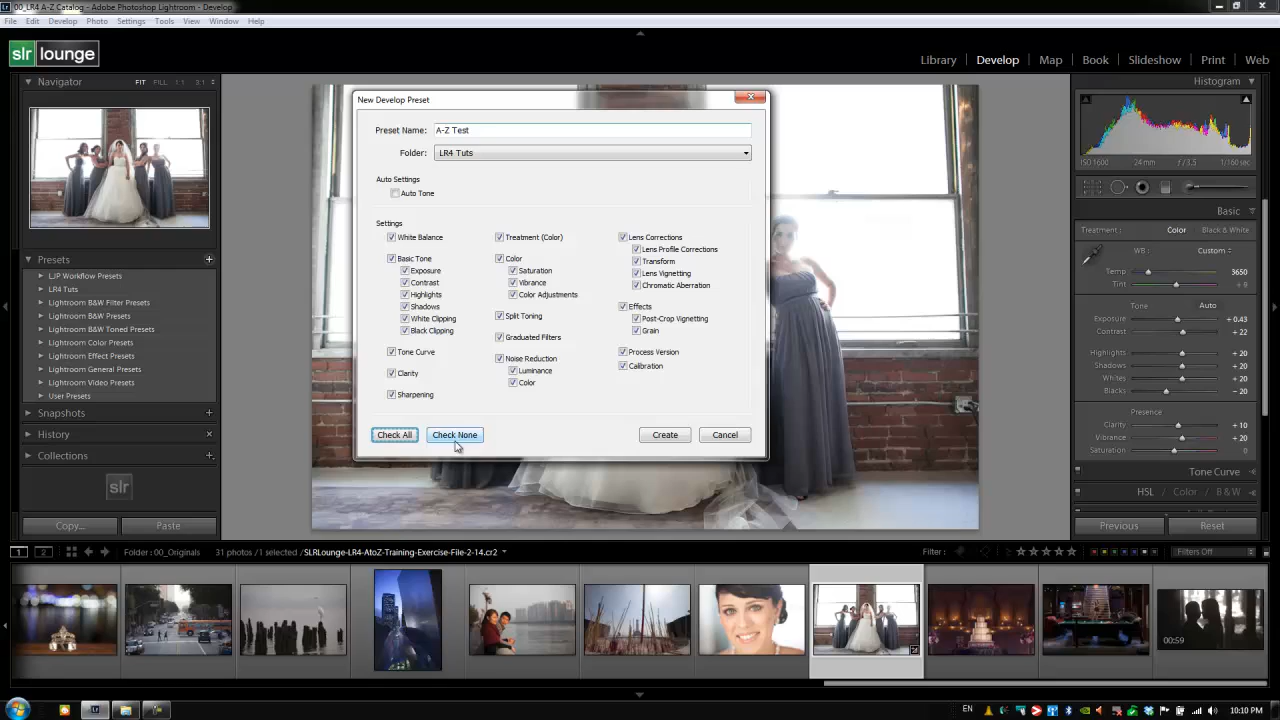 00_LR4 A-Z Catalog - Adobe Photoshop Lightroom - Develop
File Edit Develop Photo Settings Tools View Window Help
slr lounge
Library Develop Map Book Slideshow Print Web
Navigator FIT FILL 1:1 3:1
Histogram
ISO 1600 24 mm f / 3.5 1/160 sec
Presets
LJP Workflow Presets
LR4 Tuts
Lightroom B&W Filter Presets
Lightroom B&W Presets
Lightroom B&W Toned Presets
Lightroom Color Presets
Lightroom Effect Presets
Lightroom General Presets
Lightroom Video Presets
User Presets
Snapshots
History
Collections
slr
Copy... Paste
New Develop Preset
Preset Name: A-Z Test
Folder: LR4 Tuts
Auto Settings
Auto Tone
Settings
White Balance
Basic Tone
Exposure
Contrast
Highlights
Shadows
White Clipping
Black Clipping
Tone Curve
Clarity
Sharpening
Treatment (Color)
Color
Saturation
Vibrance
Color Adjustments
Split Toning
Graduated Filters
Noise Reduction
Luminance
Color
Lens Corrections
Lens Profile Corrections
Transform
Lens Vignetting
Chromatic Aberration
Effects
Post-Crop Vignetting
Grain
Process Version
Calibration
Check All Check None Create Cancel
Basic
Treatment : Color Black & White
WB : Custom
Temp 3650
Tint + 9
Tone Auto
Exposure + 0.43
Contrast + 22
Highlights + 20
Shadows + 20
Whites + 20
Blacks - 20
Presence
Clarity + 10
Vibrance + 20
Saturation 0
Tone Curve
HSL / Color / B & W
Previous Reset
1 2 Folder : 00_Originals 31 photos /1 selected /SLRLounge-LR4-AtoZ-Training-Exercise-File-2-14.cr2 Filter : Filters Off
00:59
EN 10:10 PM